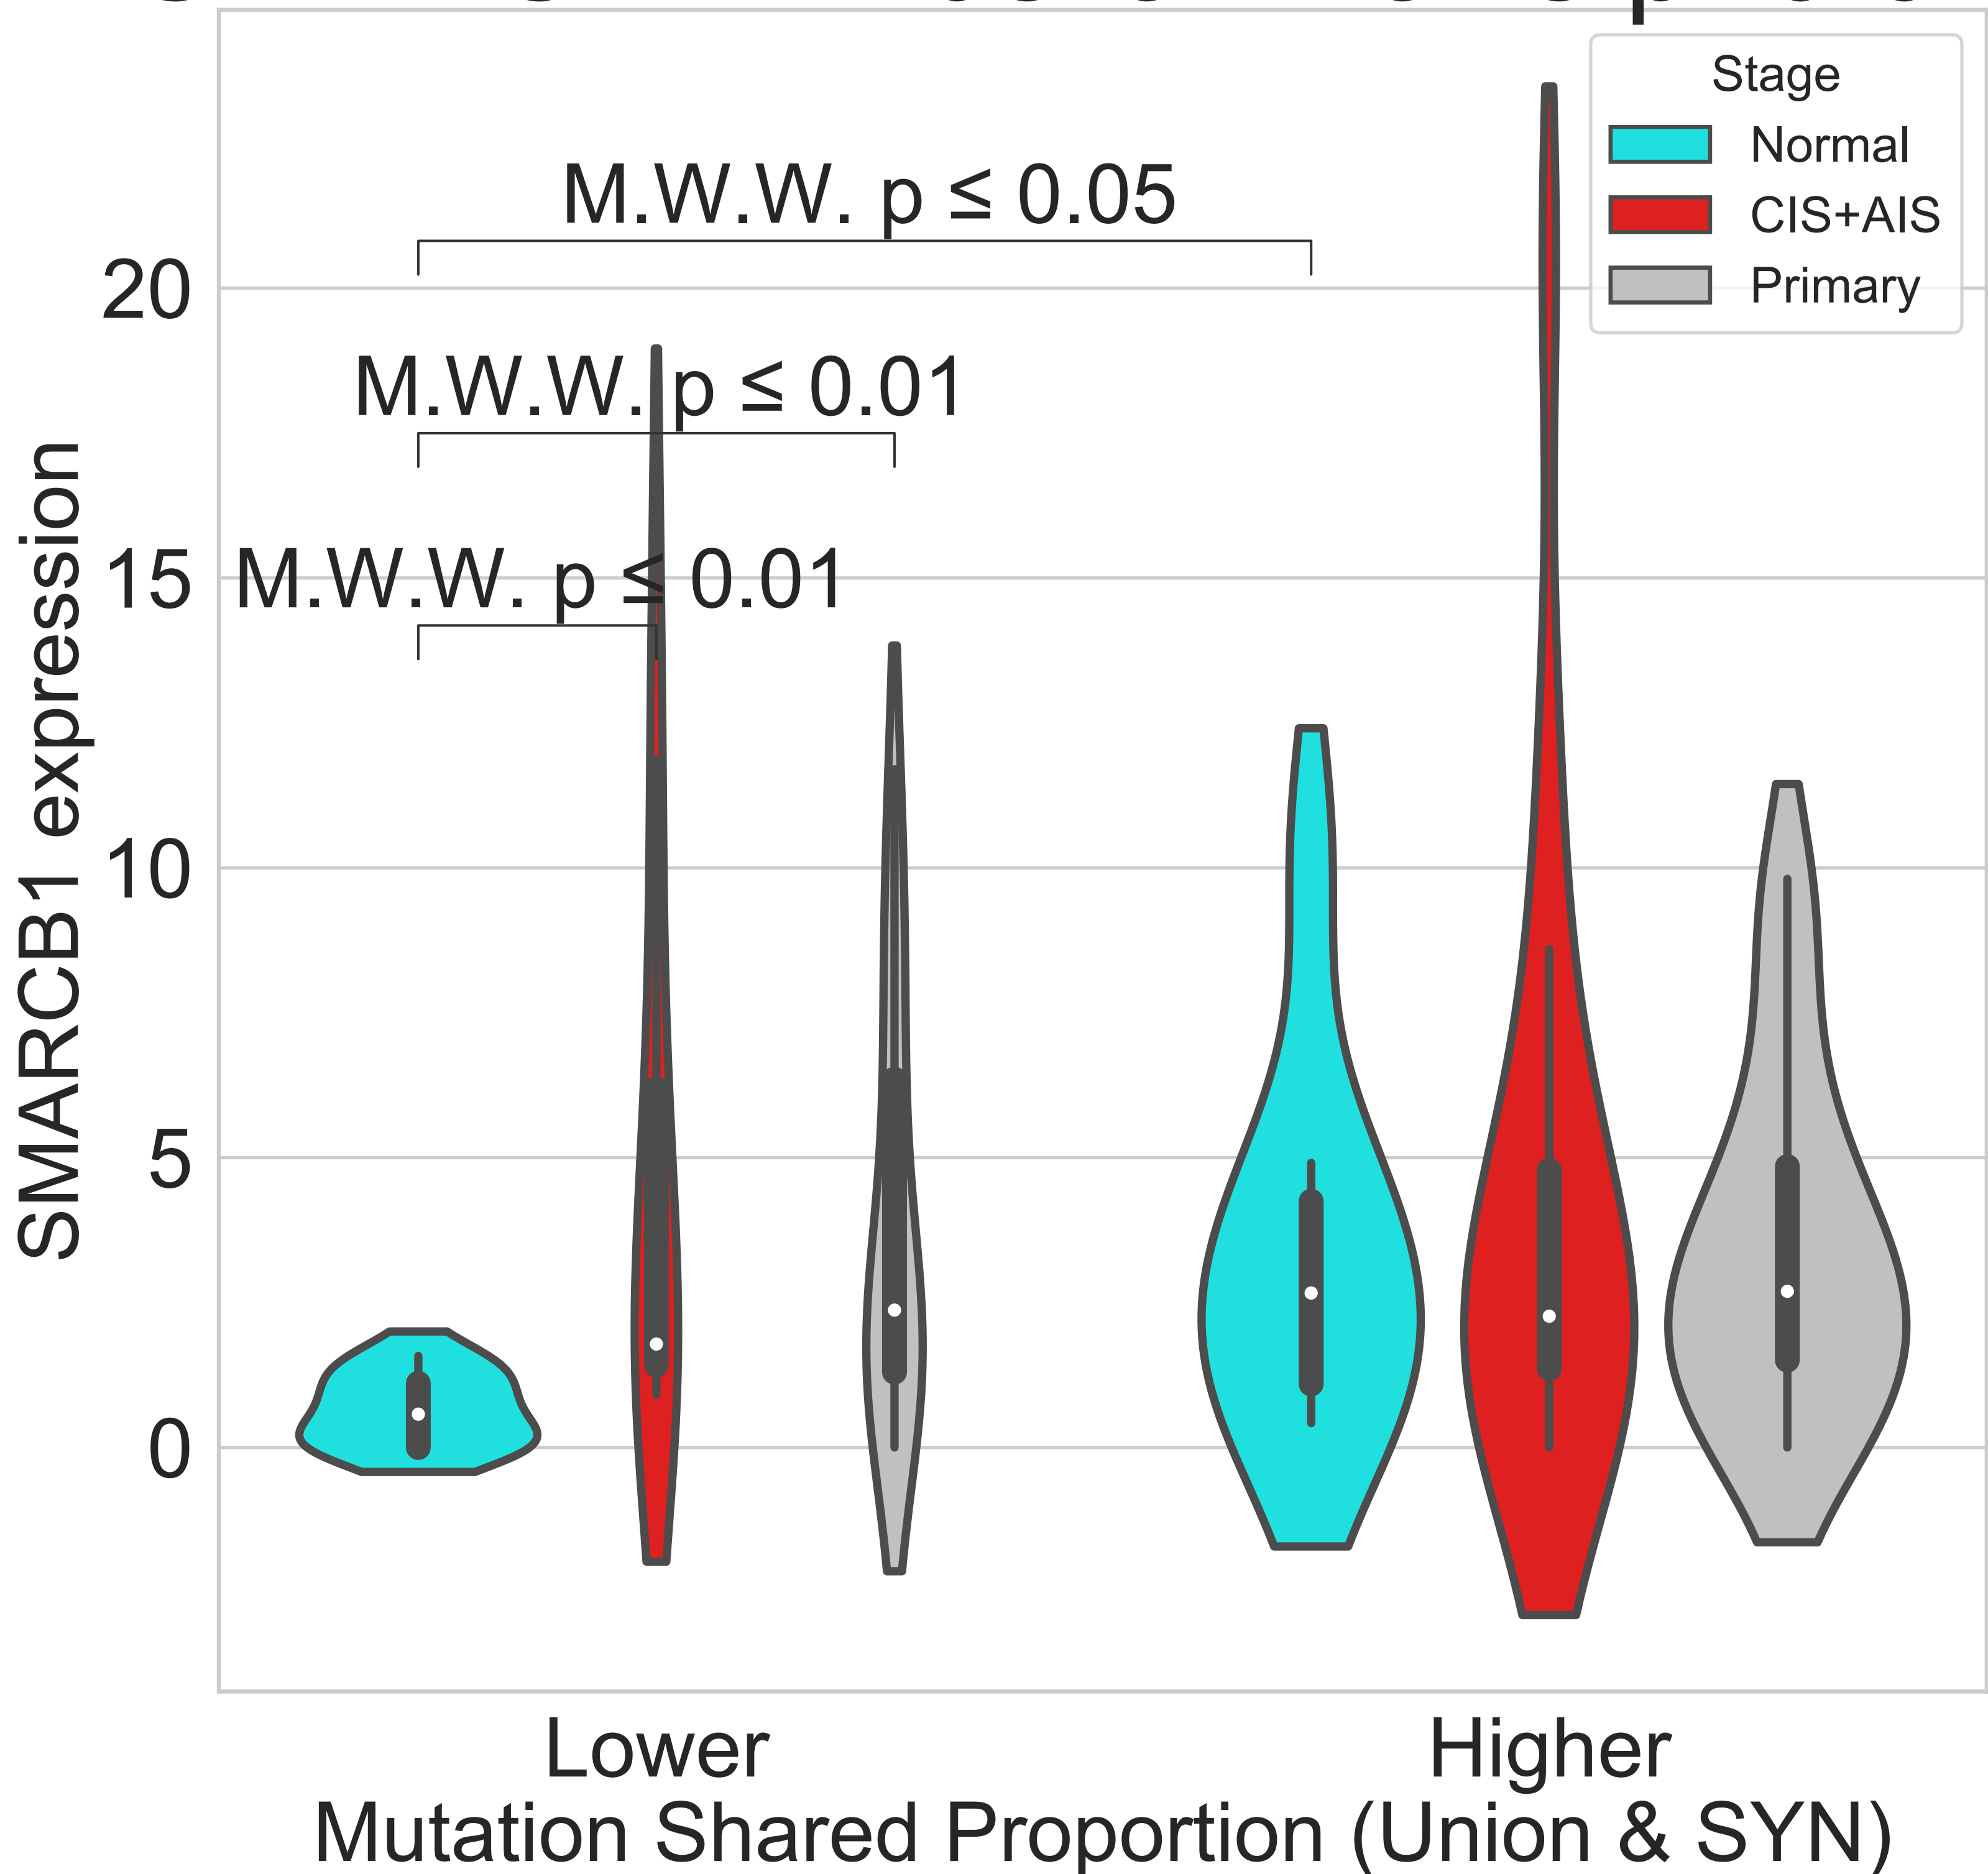 Stage
Normal
CIS+AIS
Primary
M.W.W. p ≤ 0.05
M.W.W. p ≤ 0.01
M.W.W. p ≤ 0.01
20
15
10
5
0
SMARCB1 expression
Lower
Higher
Mutation Shared Proportion (Union & SYN)